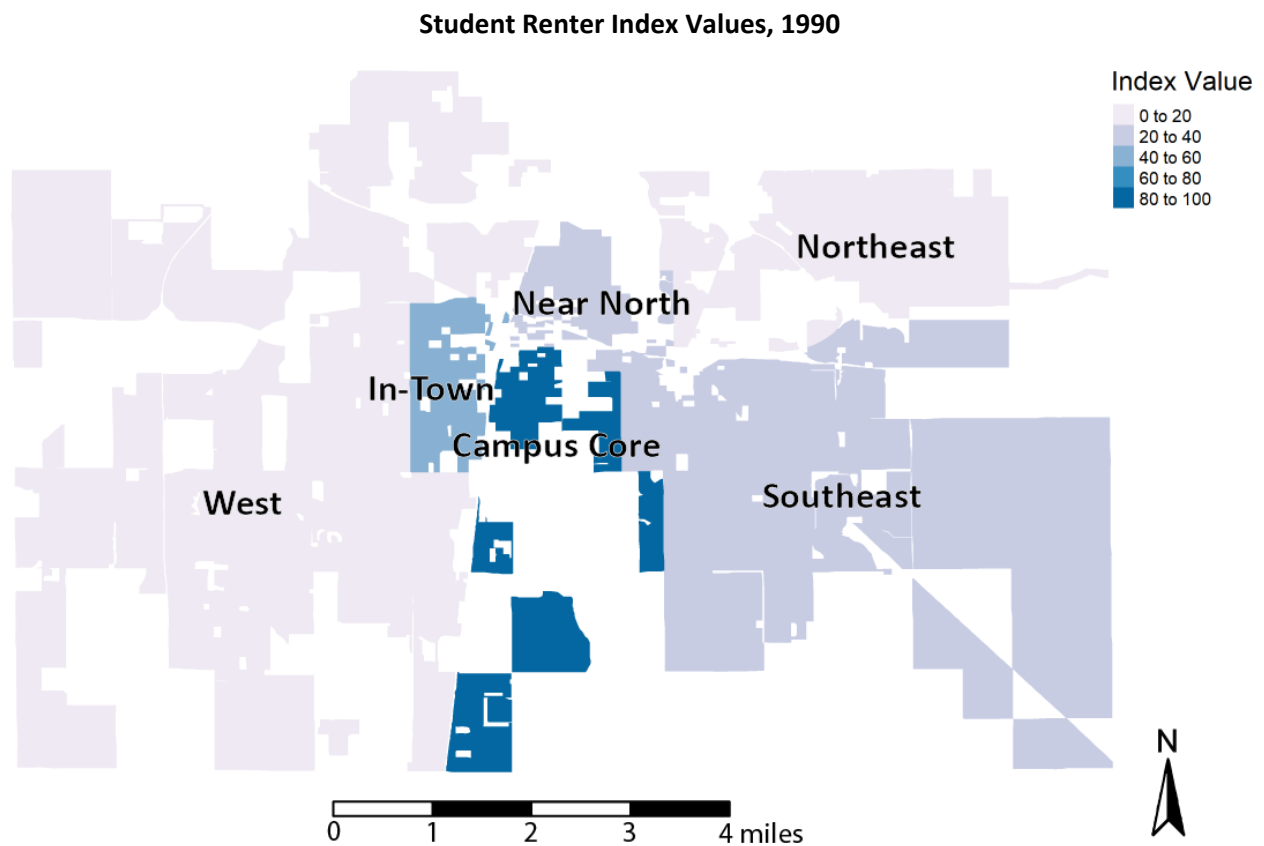 Student Renter Index Values, 1990
Index Value
0 to 20
20 to 40
40 to 60
60 to 80
80 to 100
Northeast
Near North
In-Town
Campus Core
West
Southeast
N
0 1 2 3 4 miles